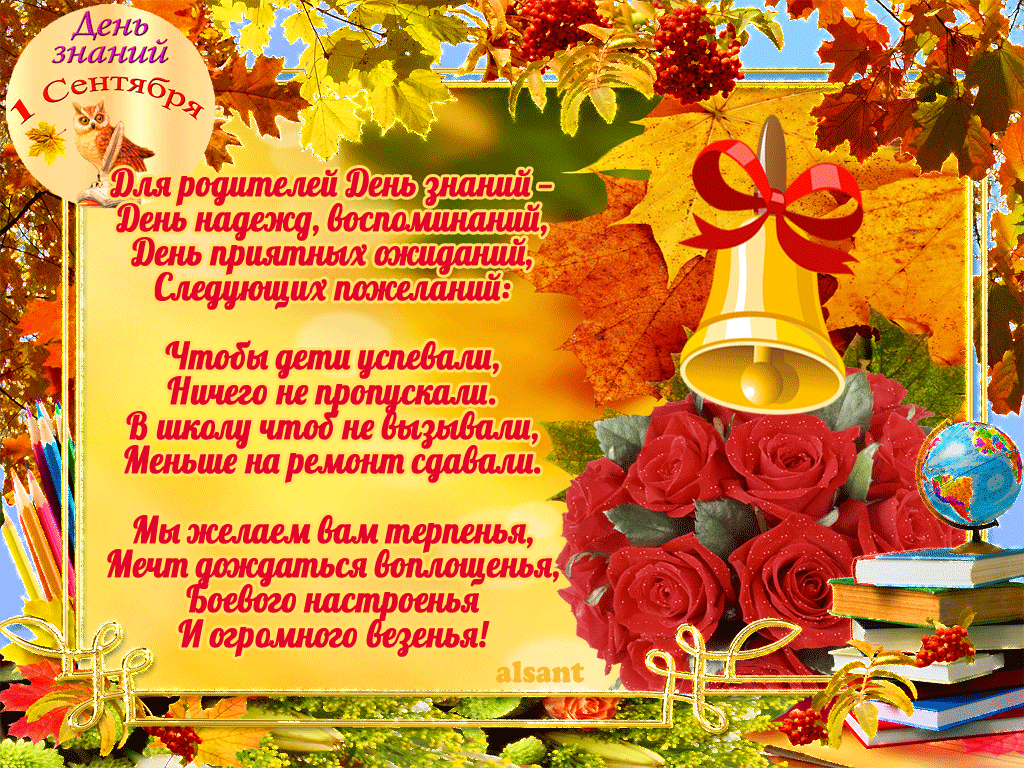 День
знаний
1 Сентября
Для родителей День знаний –
День надежд, воспоминаний,
День приятных ожиданий,
Следующих пожеланий:
Чтобы дети успевали,
Ничего не пропускали.
В школу чтоб не вызывали,
Меньше на ремонт сдавали.
Мы желаем вам терпенья,
Мечт дождаться воплощенья,
Боевого настроенья
И огромного везенья!
alsant